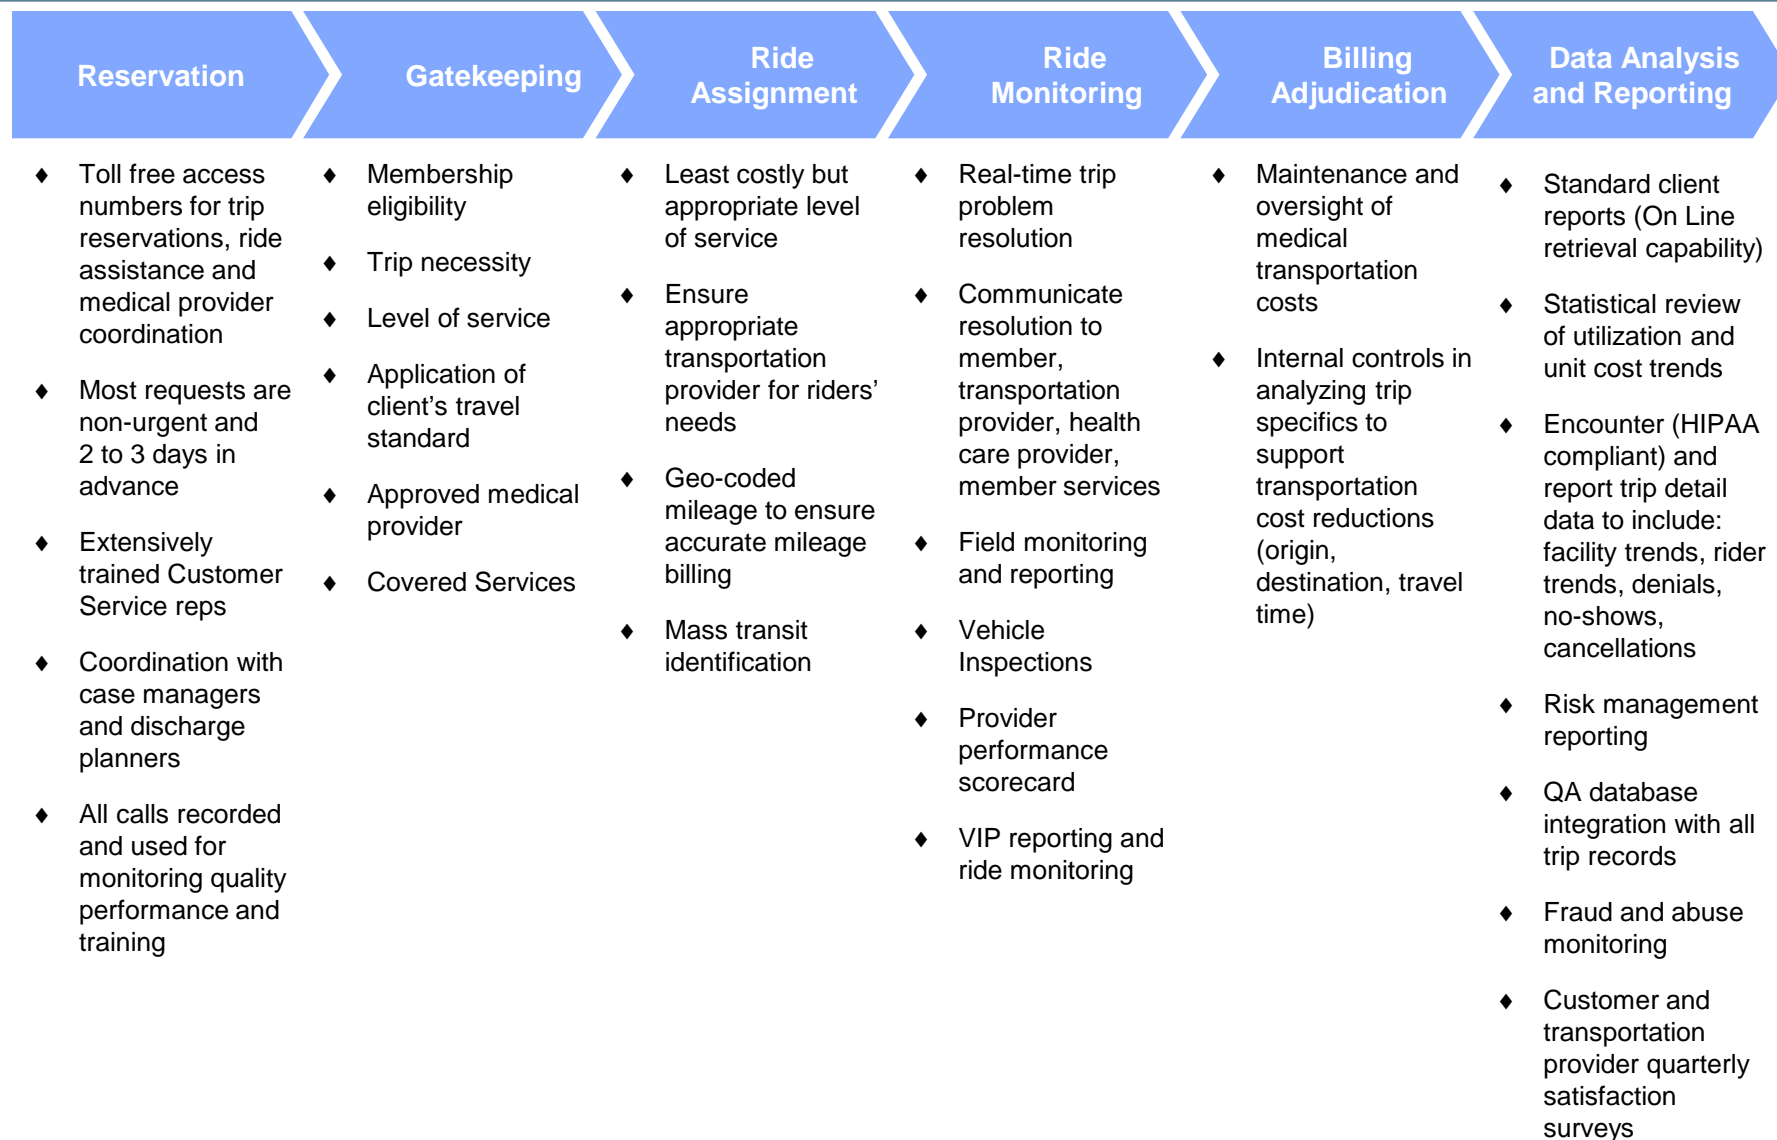 Reservation
Gatekeeping
Ride
Assignment
Ride
Monitoring
Billing
Adjudication
Data Analysis
and Reporting
♦ Toll free access
numbers for trip
reservations, ride
assistance and
medical provider
coordination
♦ Most requests are
non-urgent and
2 to 3 days in
advance
♦ Extensively
trained Customer
Service reps
♦ Coordination with
case managers
and discharge
planners
♦ All calls recorded
and used for
monitoring quality
performance and
training
♦ Membership
eligibility
♦ Trip necessity
♦ Level of service
♦ Application of
client’s travel
standard
♦ Approved medical
provider
♦ Covered Services
♦ Least costly but
appropriate level
of service
♦ Ensure
appropriate
transportation
provider for riders’
needs
♦ Geo-coded
mileage to ensure
accurate mileage
billing
♦ Mass transit
identification
♦ Real-time trip
problem
resolution
♦ Communicate
resolution to
member,
transportation
provider, health
care provider,
member services
♦ Field monitoring
and reporting
♦ Vehicle
Inspections
♦ Provider
performance
scorecard
♦ VIP reporting and
ride monitoring
♦ Maintenance and
oversight of
medical
transportation
costs
♦ Internal controls in
analyzing trip
specifics to
support
transportation
cost reductions
(origin,
destination, travel
time)
♦ Standard client
reports (On Line
retrieval capability)
♦ Statistical review
of utilization and
unit cost trends
♦ Encounter (HIPAA
compliant) and
report trip detail
data to include:
facility trends, rider
trends, denials,
no-shows,
cancellations
♦ Risk management
reporting
♦ QA database
integration with all
trip records
♦ Fraud and abuse
monitoring
♦ Customer and
transportation
provider quarterly
satisfaction
surveys